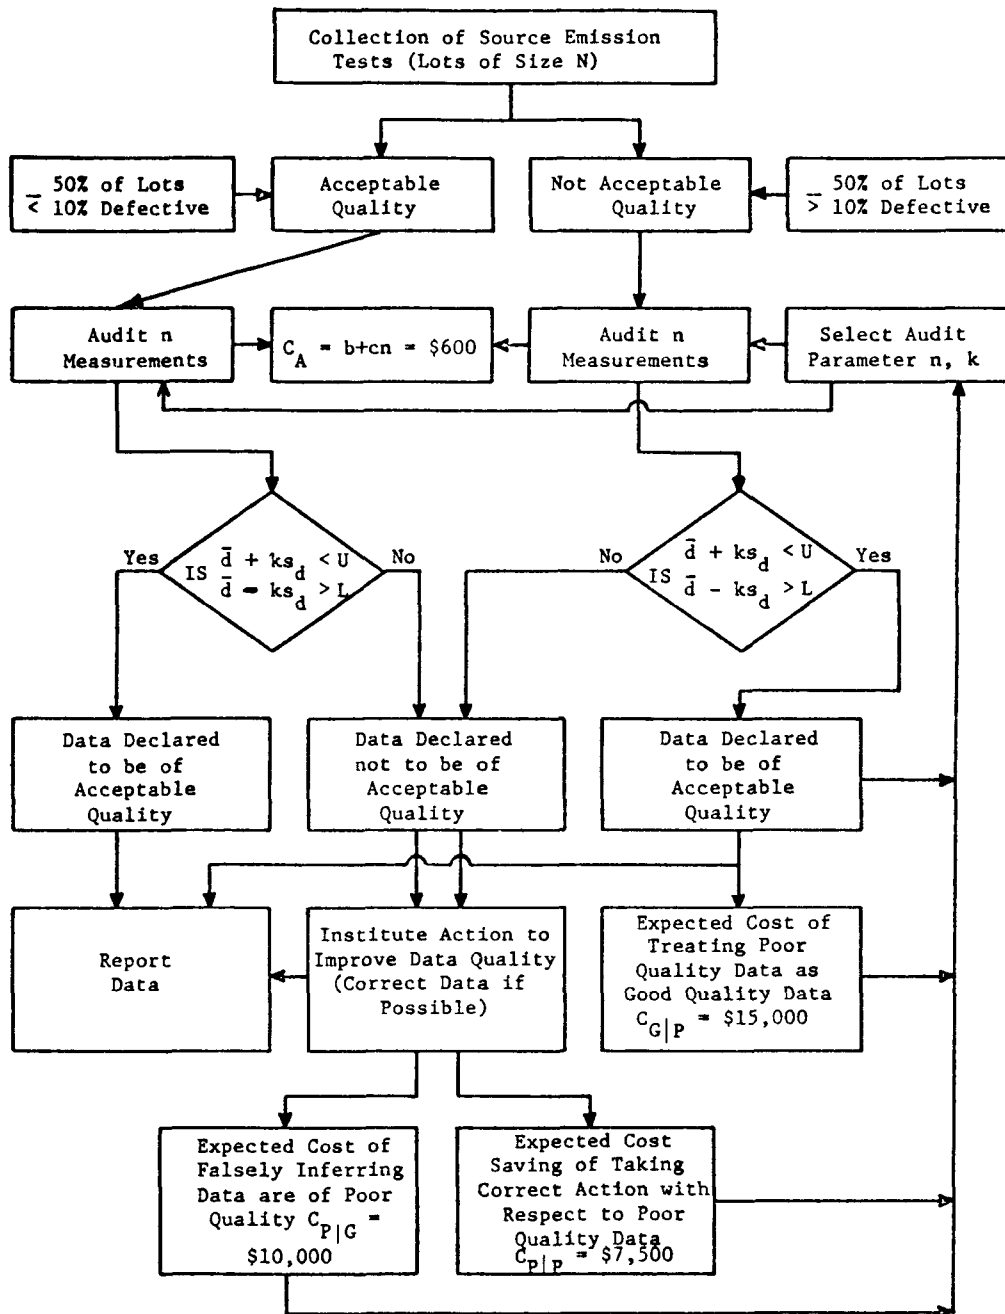 Collection of Source Emission
Tests (Lots of Size N)
50% of Lots
< 10% Defective
Acceptable
Quality
Not Acceptable
Quality
50% of Lots
> 10% Defective
Audit n
Measurements
C_A = b+cn = $600
Audit n
Measurements
Select Audit
Parameter n, k
Yes
IS d̄ + ks_d < U
d̄ - ks_d > L
No
No
IS d̄ + ks_d < U
d̄ - ks_d > L
Yes
Data Declared
to be of
Acceptable
Quality
Data Declared
not to be of
Acceptable
Quality
Data Declared
to be of
Acceptable
Quality
Report
Data
Institute Action to
Improve Data Quality
(Correct Data if
Possible)
Expected Cost of
Treating Poor
Quality Data as
Good Quality Data
C_G|P = $15,000
Expected Cost of
Falsely Inferring
Data are of Poor
Quality C_P|G =
$10,000
Expected Cost
Saving of Taking
Correct Action with
Respect to Poor
Quality Data
C_P|P = $7,500